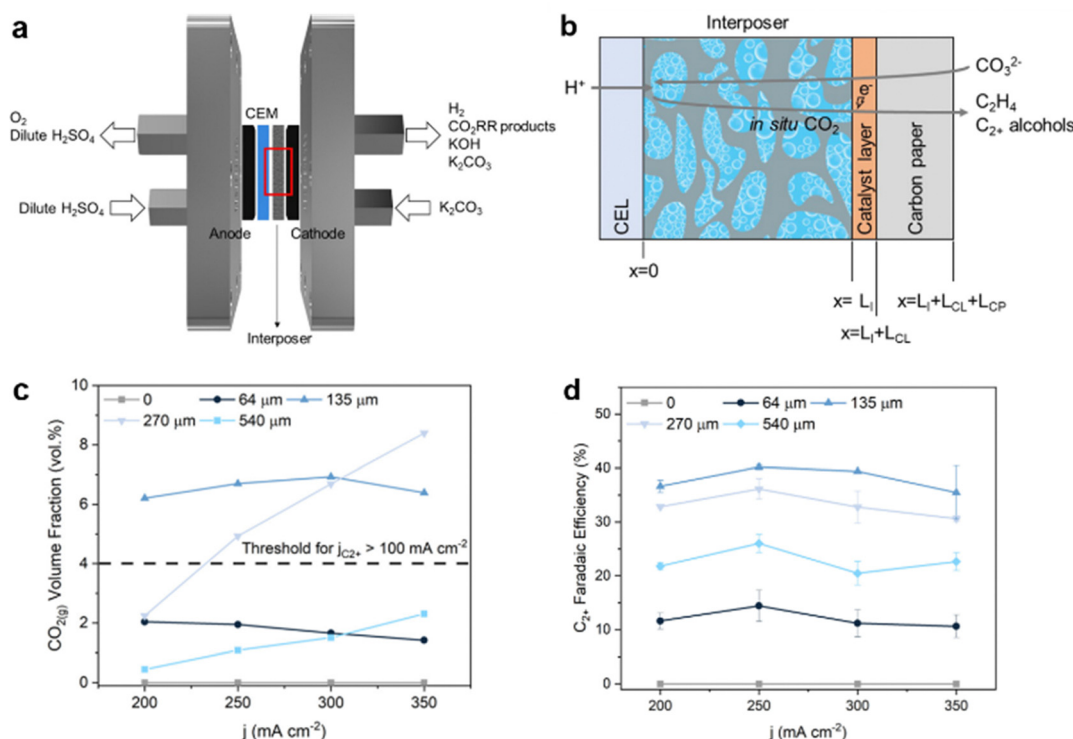 a
CEM
O2
Dilute H2SO4
H2
CO2RR products
KOH
K2CO3
Dilute H2SO4
K2CO3
Anode
Cathode
Interposer
b
Interposer
H+
CO3 2-
C2H4
C2+ alcohols
in situ CO2
e-
CEL
Catalyst layer
Carbon paper
x=0
x= LI
x=LI+LCL+LCP
x=LI+LCL
c
0
64 μm
135 μm
270 μm
540 μm
Threshold for jC2+ > 100 mA cm-2
CO2(g) Volume Fraction (vol.%)
10
8
6
4
2
0
200
250
300
350
j (mA cm-2)
d
0
64 μm
135 μm
270 μm
540 μm
C2+ Faradaic Efficiency (%)
50
40
30
20
10
0
200
250
300
350
j (mA cm-2)